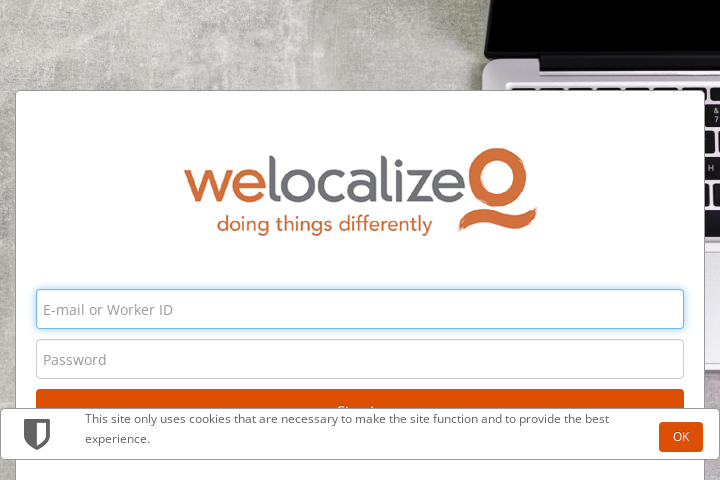 welocalize
doing things differently
E-mail or Worker ID
Password
This site only uses cookies that are necessary to make the site function and to provide the best
experience.
OK